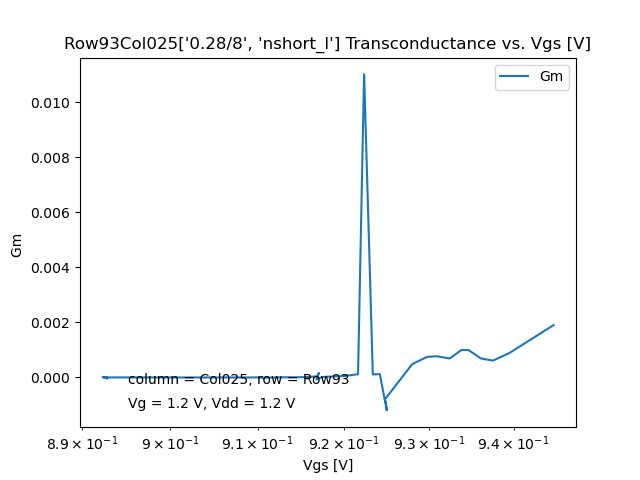 Row93Col025['0.28/8', 'nshort_l'] Transconductance vs. Vgs [V]
Gm
0.010
0.008
0.006
0.004
0.002
0.000
Gm
column = Col025, row = Row93
Vg = 1.2 V, Vdd = 1.2 V
8.9 × 10⁻¹ 9 × 10⁻¹ 9.1 × 10⁻¹ 9.2 × 10⁻¹ 9.3 × 10⁻¹ 9.4 × 10⁻¹
Vgs [V]